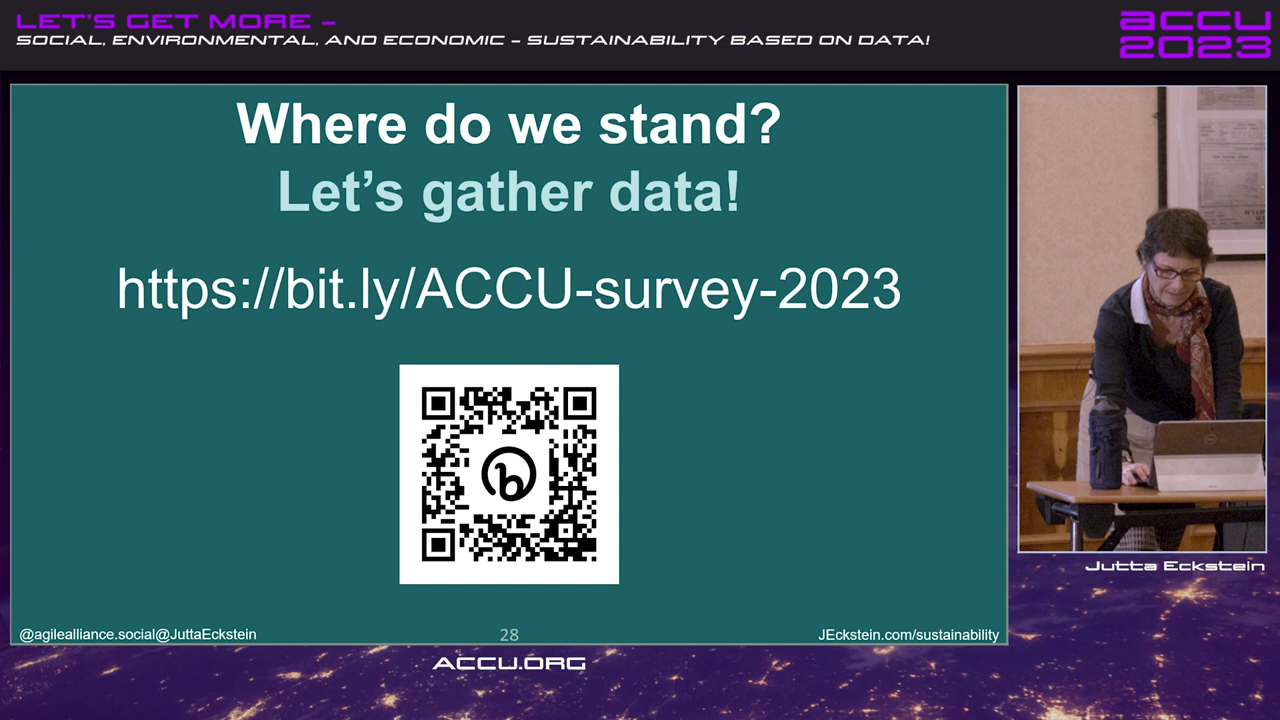 LET'S GET MORE –
SOCIAL, ENVIRONMENTAL, AND ECONOMIC – SUSTAINABILITY BASED ON DATA!
accu
2023
Where do we stand?
Let's gather data!
https://bit.ly/ACCU-survey-2023
b
@agilealliance.social@JuttaEckstein
28
JEckstein.com/sustainability
Jutta Eckstein
ACCU.ORG